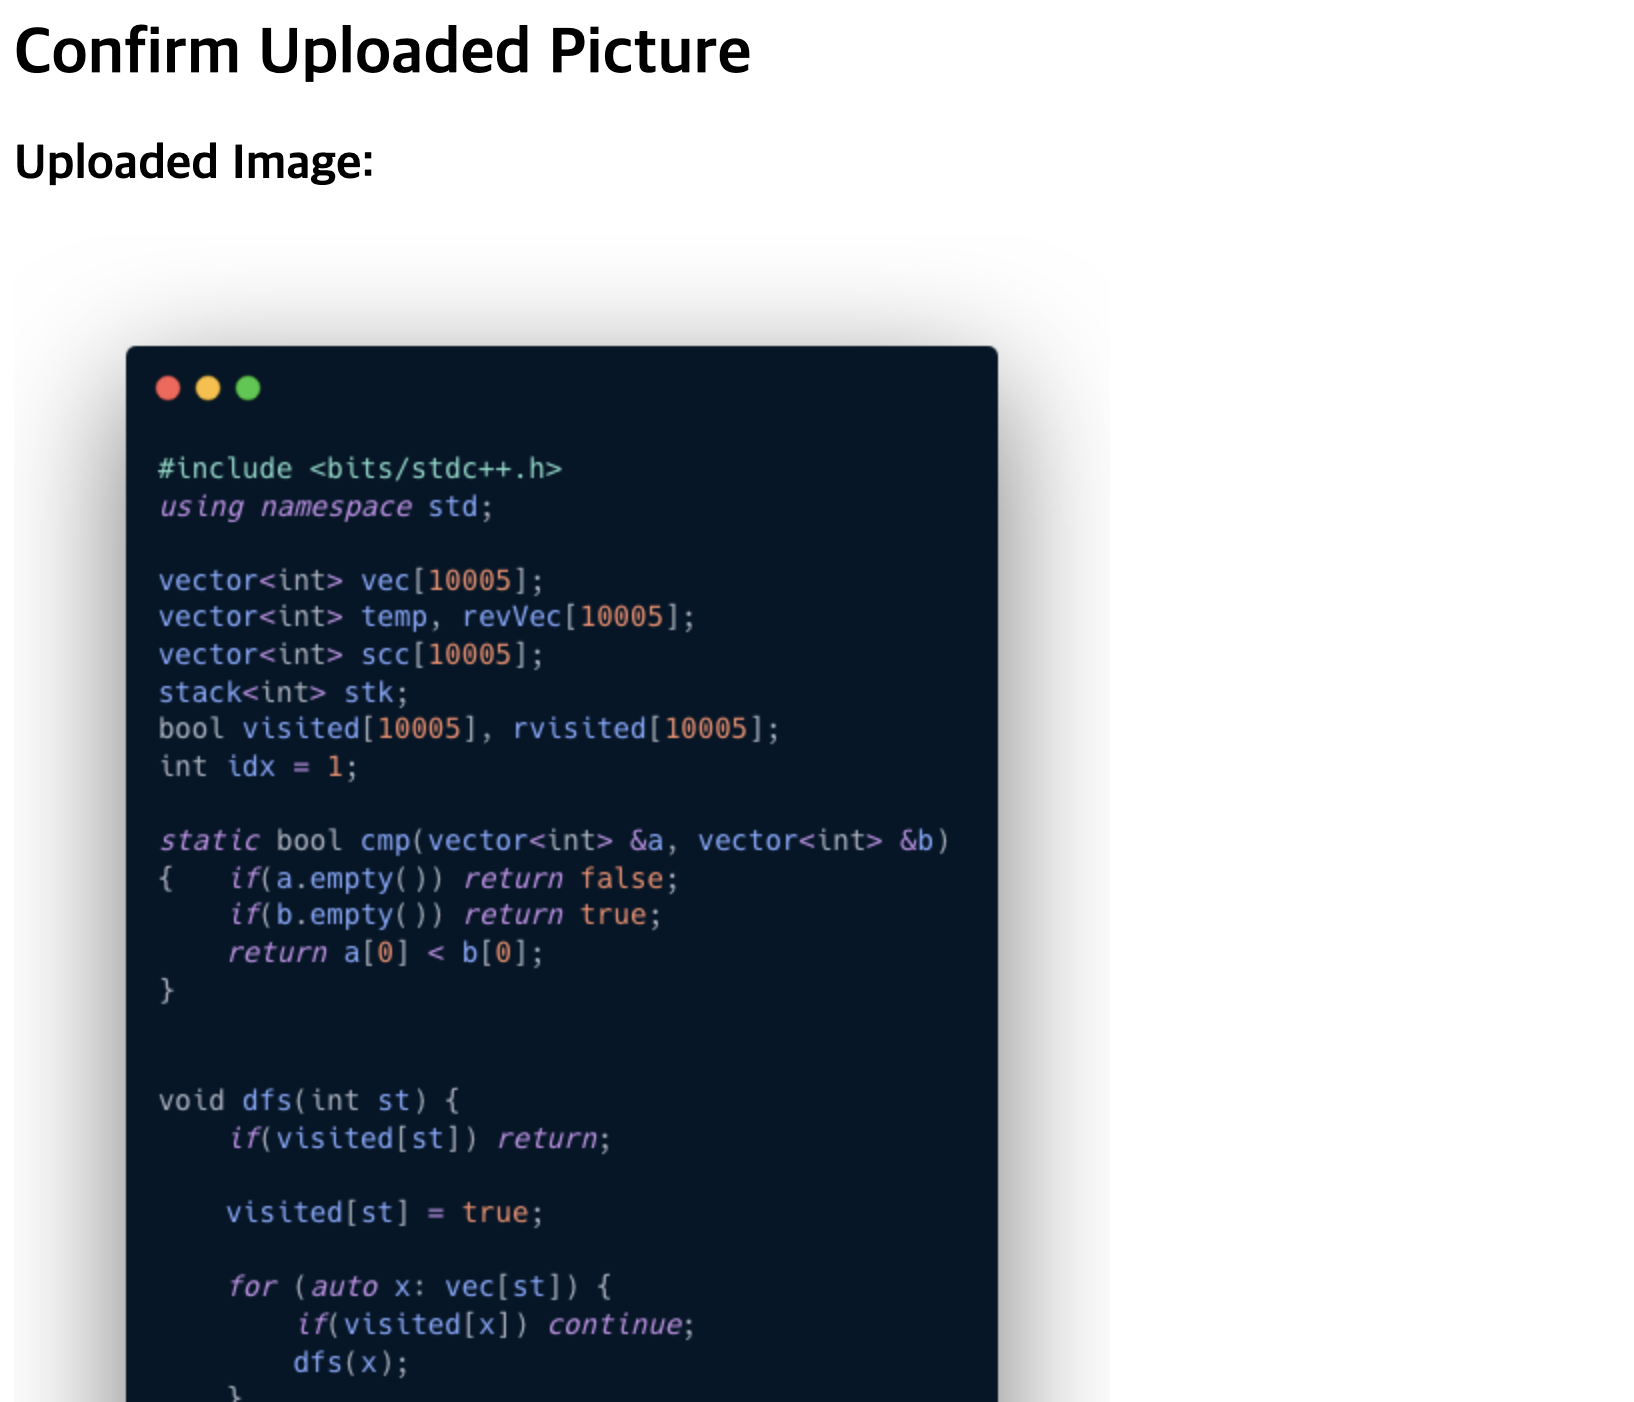 Confirm Uploaded Picture
Uploaded Image:
#include <bits/stdc++.h>
using namespace std;
vector<int> vec[10005];
vector<int> temp, revVec[10005];
vector<int> scc[10005];
stack<int> stk;
bool visited[10005], rvisited[10005];
int idx = 1;
static bool cmp(vector<int> &a, vector<int> &b)
{   if(a.empty()) return false;
    if(b.empty()) return true;
    return a[0] < b[0];
}
void dfs(int st) {
    if(visited[st]) return;
    visited[st] = true;
    for (auto x: vec[st]) {
        if(visited[x]) continue;
        dfs(x);
    }